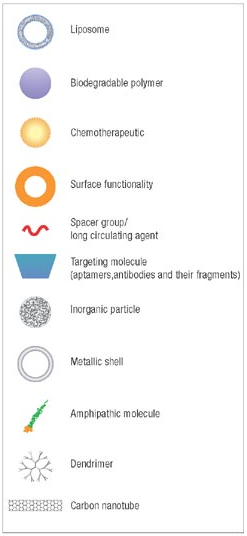 Liposome
Biodegradable polymer
Chemotherapeutic
Surface functionality
Spacer group/
long circulating agent
Targeting molecule
(aptamers,antibodies and their fragments)
Inorganic particle
Metallic shell
Amphipathic molecule
Dendrimer
Carbon nanotube